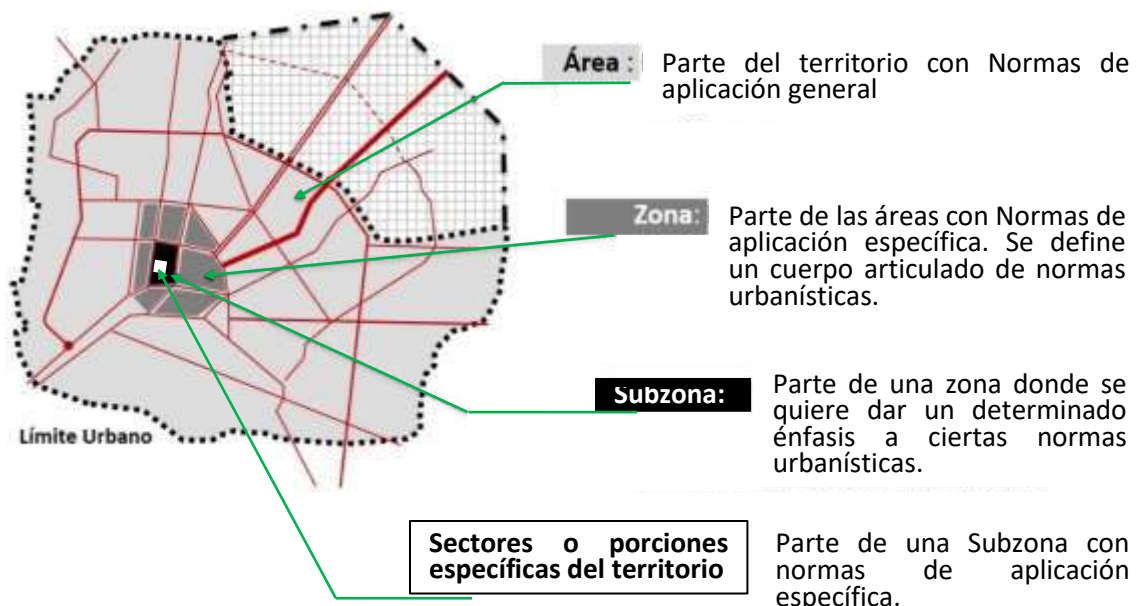 Área :
Parte del territorio con Normas de
aplicación general
Zona:
Parte de las áreas con Normas de
aplicación específica. Se define
un cuerpo articulado de normas
urbanísticas.
Subzona:
Parte de una zona donde se
quiere dar un determinado
énfasis a ciertas normas
urbanísticas.
Límite Urbano
Sectores o porciones
específicas del territorio
Parte de una Subzona con
normas de aplicación
específica.